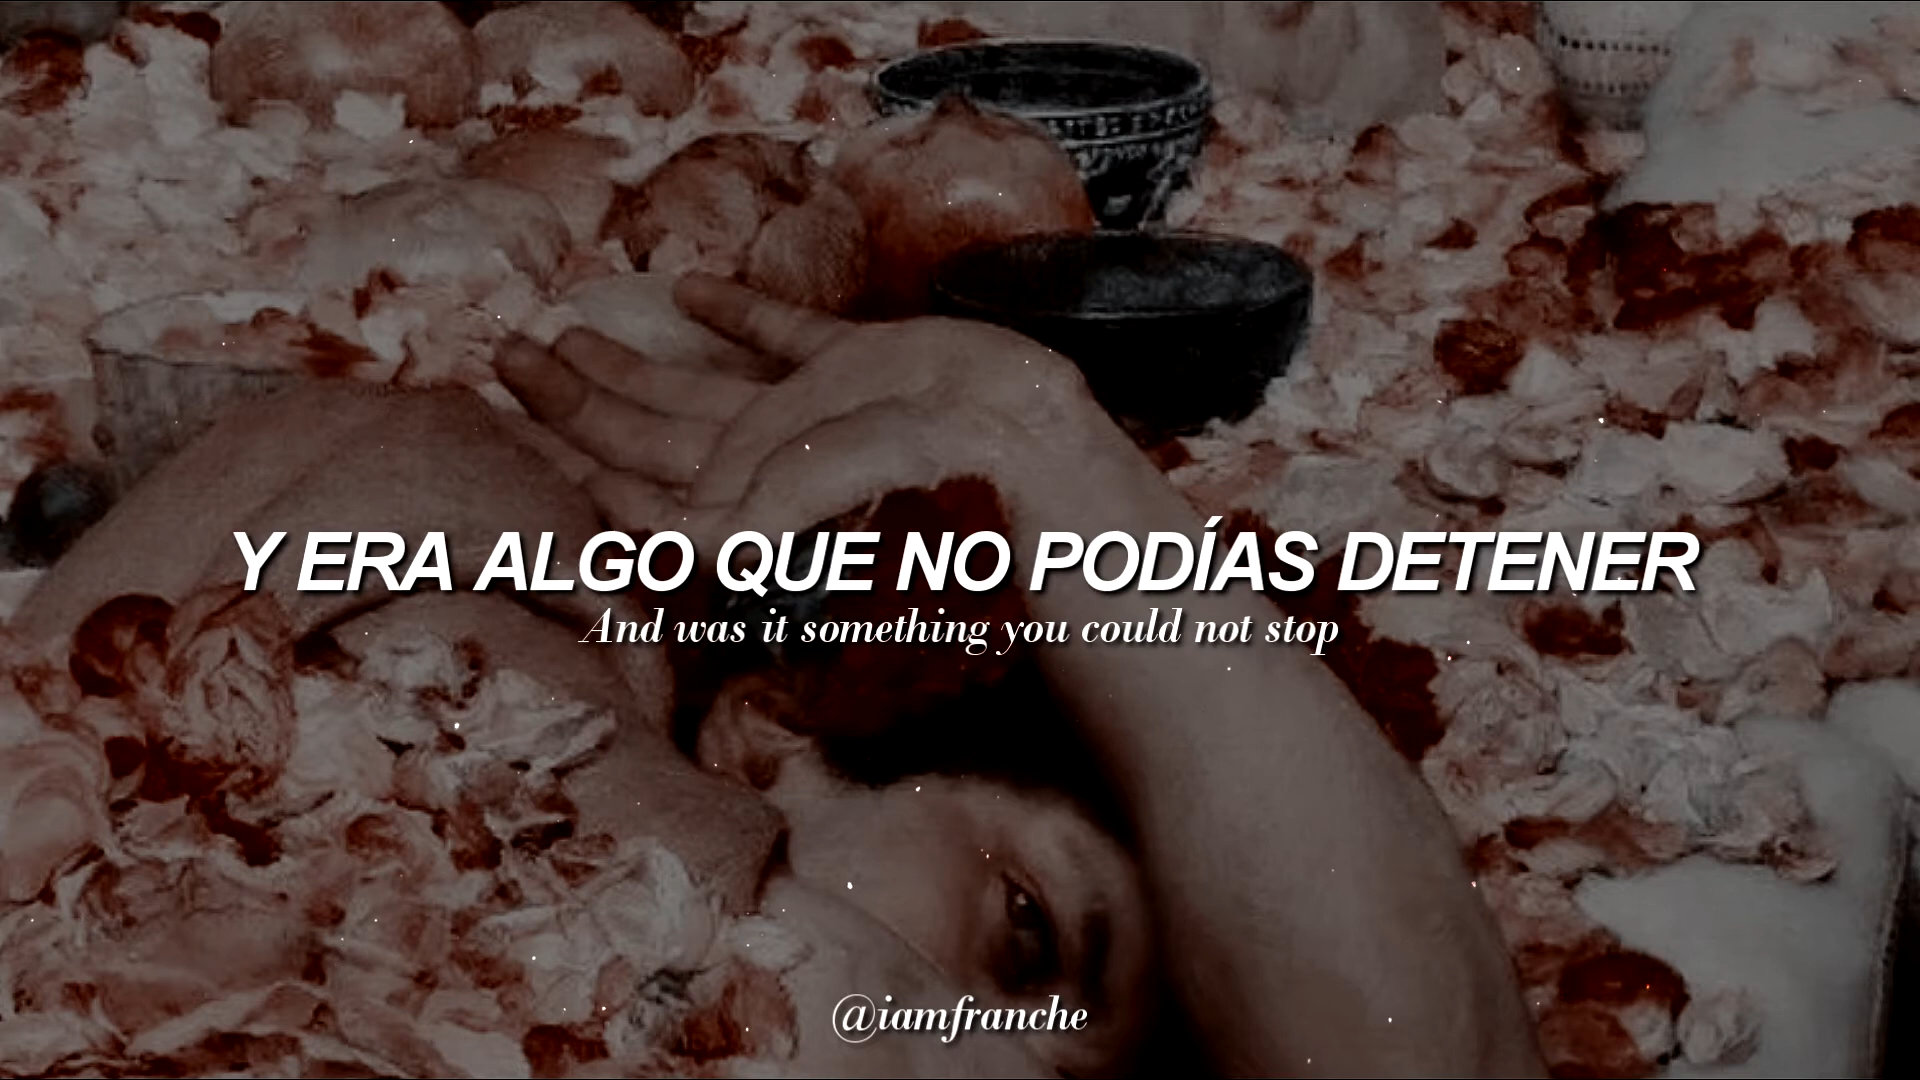 Y ERA ALGO QUE NO PODÍAS DETENER
And was it something you could not stop
@iamfranche